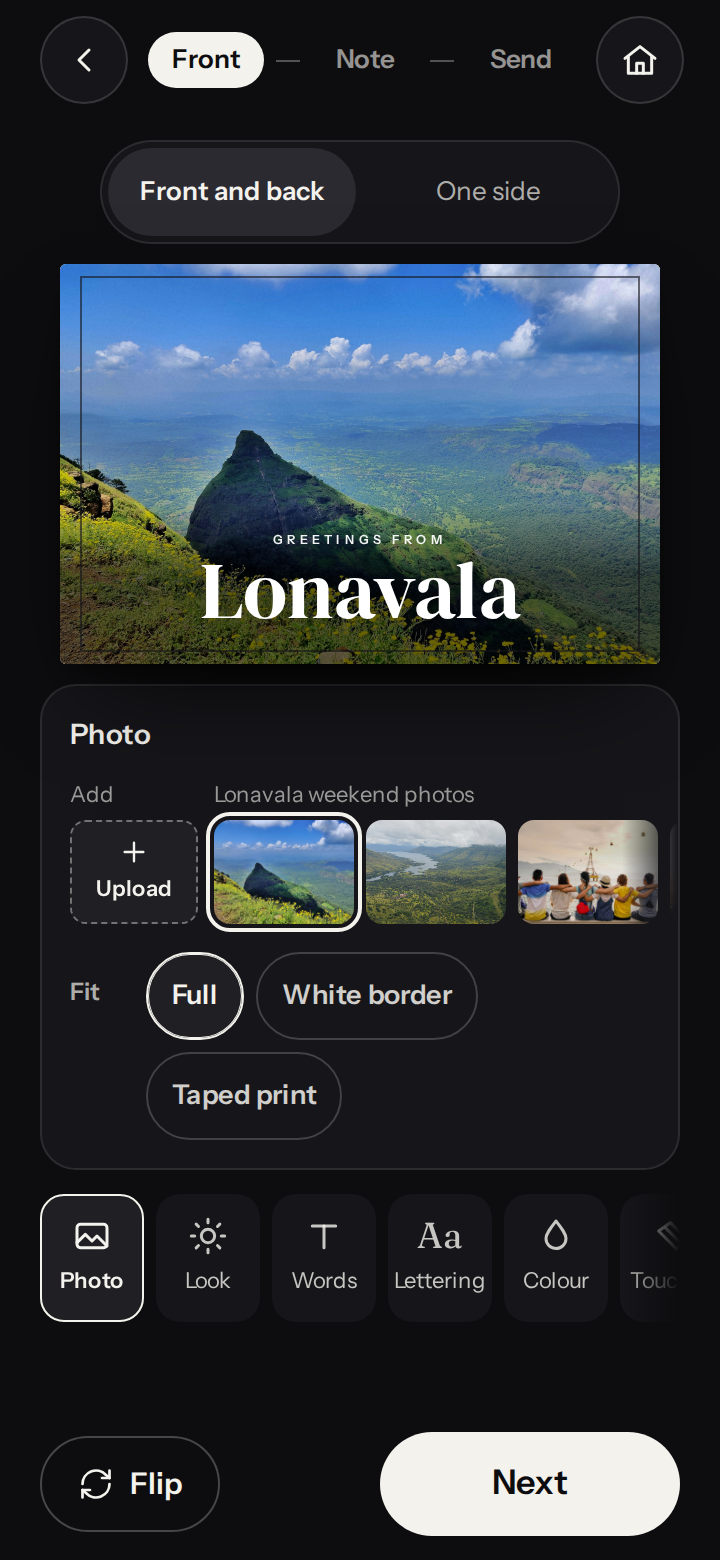 Front — Note — Send
Front and back One side
GREETINGS FROM
Lonavala
Photo
Add Lonavala weekend photos
Upload
Fit Full White border
Taped print
Photo Look Words Aa Lettering Colour
Flip Next